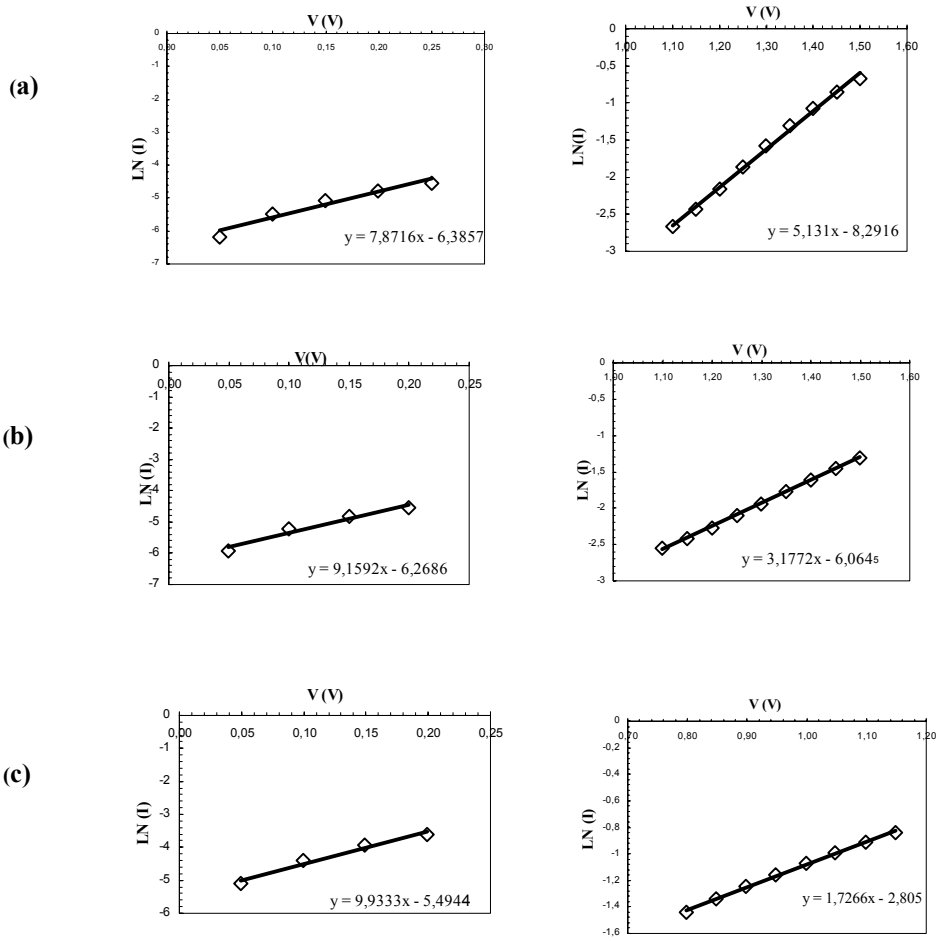 (a)
V (V)
0,00 0,05 0,10 0,15 0,20 0,25 0,30
0
-1
-2
-3
-4
-5
-6
-7
LN (I)
y = 7,8716x - 6,3857
V (V)
1,00 1,10 1,20 1,30 1,40 1,50 1,60
0
-0,5
-1
-1,5
-2
-2,5
-3
LN(I)
y = 5,131x - 8,2916
(b)
V(V)
0,00 0,05 0,10 0,15 0,20 0,25
0
-1
-2
-3
-4
-5
-6
-7
LN (I)
y = 9,1592x - 6,2686
V (V)
1,00 1,10 1,20 1,30 1,40 1,50 1,60
0
-0,5
-1
-1,5
-2
-2,5
-3
LN (I)
y = 3,1772x - 6,0645
(c)
V (V)
0,00 0,05 0,10 0,15 0,20 0,25
0
-1
-2
-3
-4
-5
-6
LN (I)
y = 9,9333x - 5,4944
V (V)
0,70 0,80 0,90 1,00 1,10 1,20
0
-0,2
-0,4
-0,6
-0,8
-1
-1,2
-1,4
-1,6
LN (I)
y = 1,7266x - 2,805